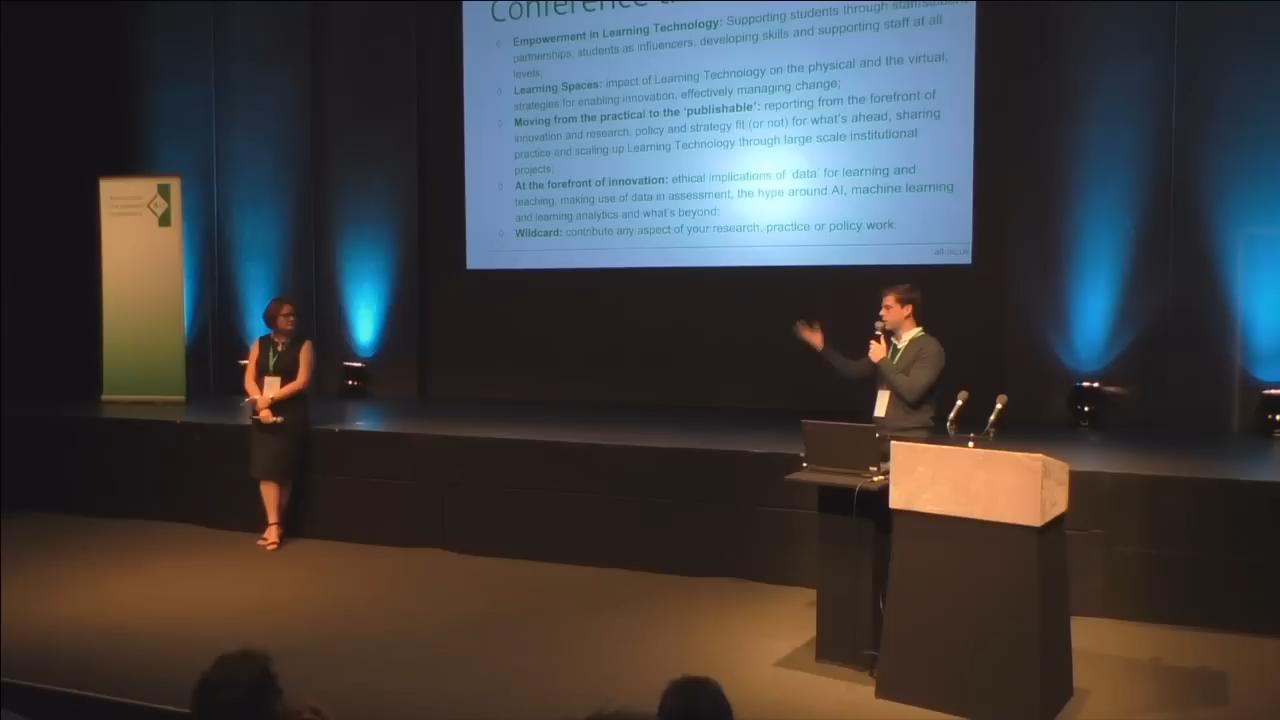 Conference
Empowerment in Learning Technology: Supporting students through staff/student
partnerships, students as influencers, developing skills and supporting staff at all
levels;
Learning Spaces: impact of Learning Technology on the physical and the virtual,
strategies for enabling innovation, effectively managing change;
Moving from the practical to the ‘publishable’: reporting from the forefront of
innovation and research, policy and strategy fit (or not) for what’s ahead, sharing
practice and scaling up Learning Technology through large scale institutional
projects;
At the forefront of innovation: ethical implications of ‘data’ for learning and
teaching, making use of data in assessment, the hype around AI, machine learning
and learning analytics and what’s beyond;
Wildcard: contribute any aspect of your research, practice or policy work.
alt.ac.uk